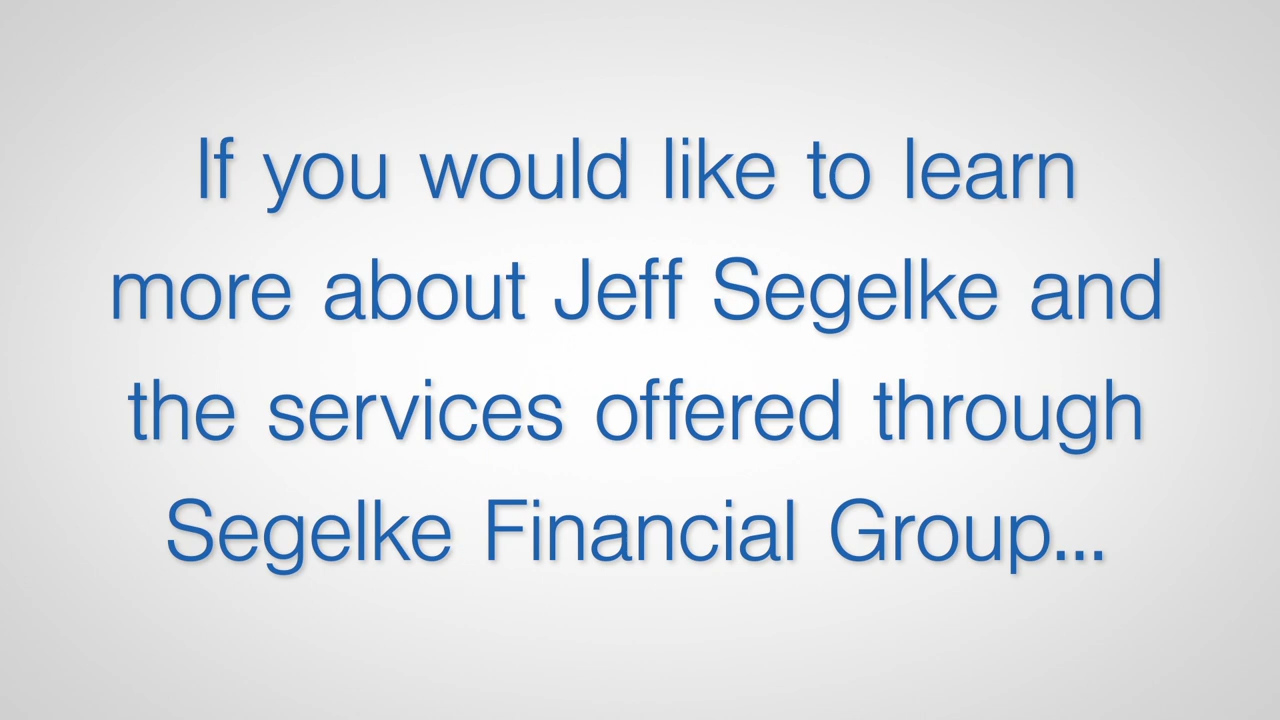 If you would like to learn
more about Jeff Segelke and
the services offered through
Segelke Financial Group...